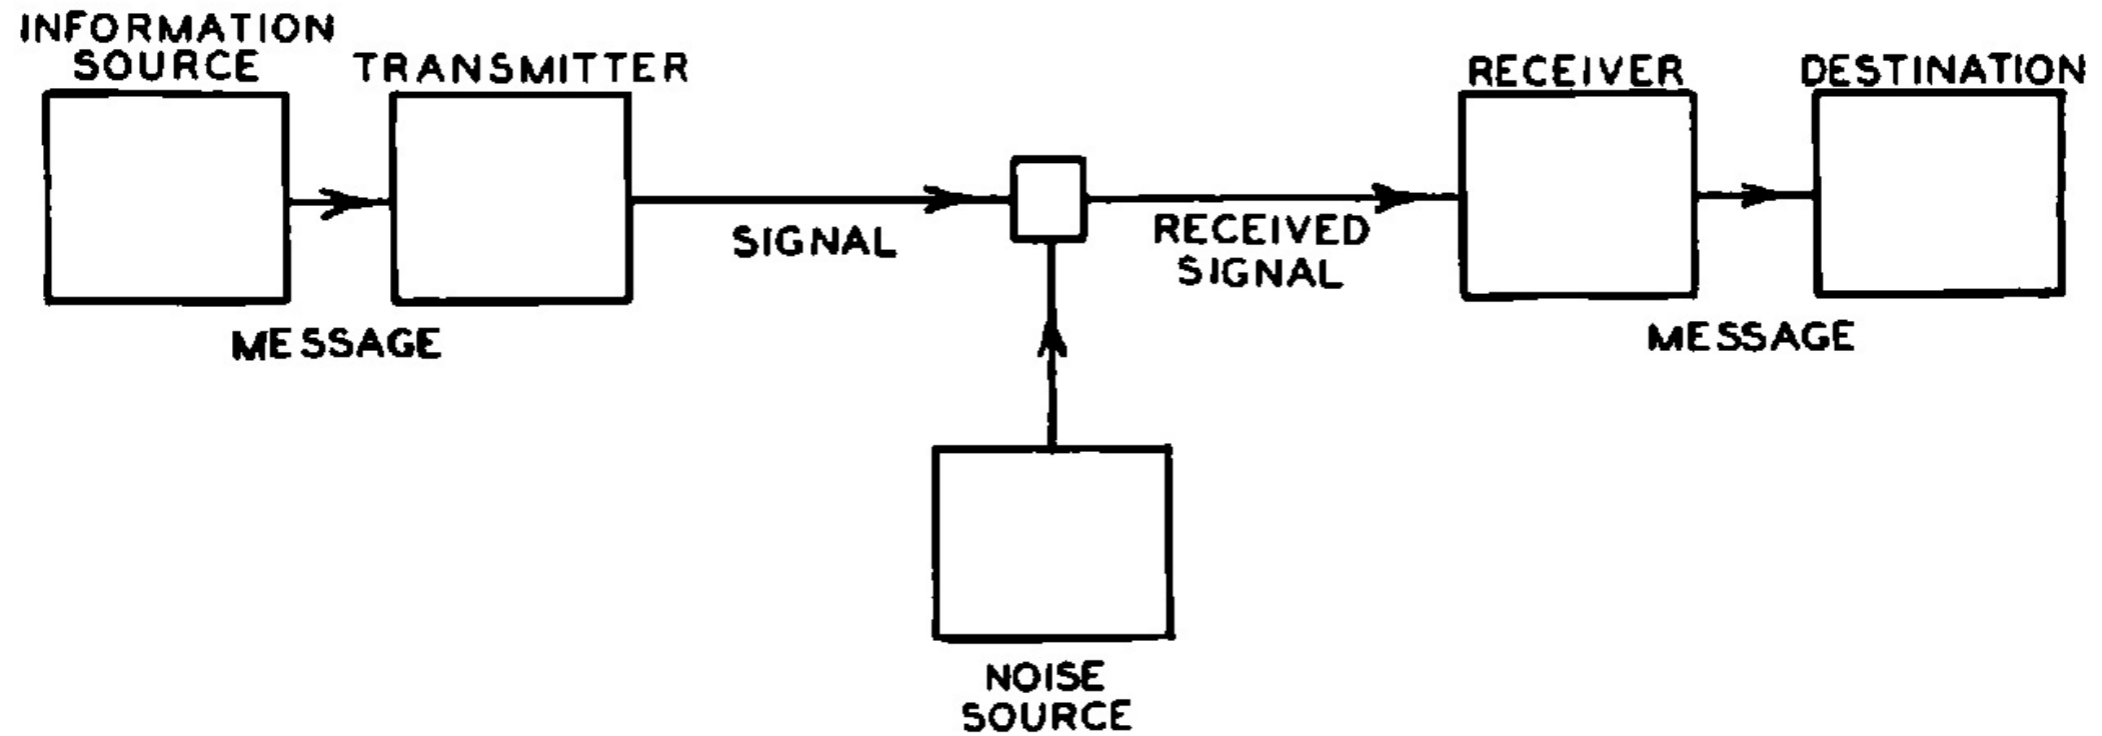 INFORMATION
SOURCE
TRANSMITTER
RECEIVER
DESTINATION
SIGNAL
RECEIVED
SIGNAL
MESSAGE
MESSAGE
NOISE
SOURCE